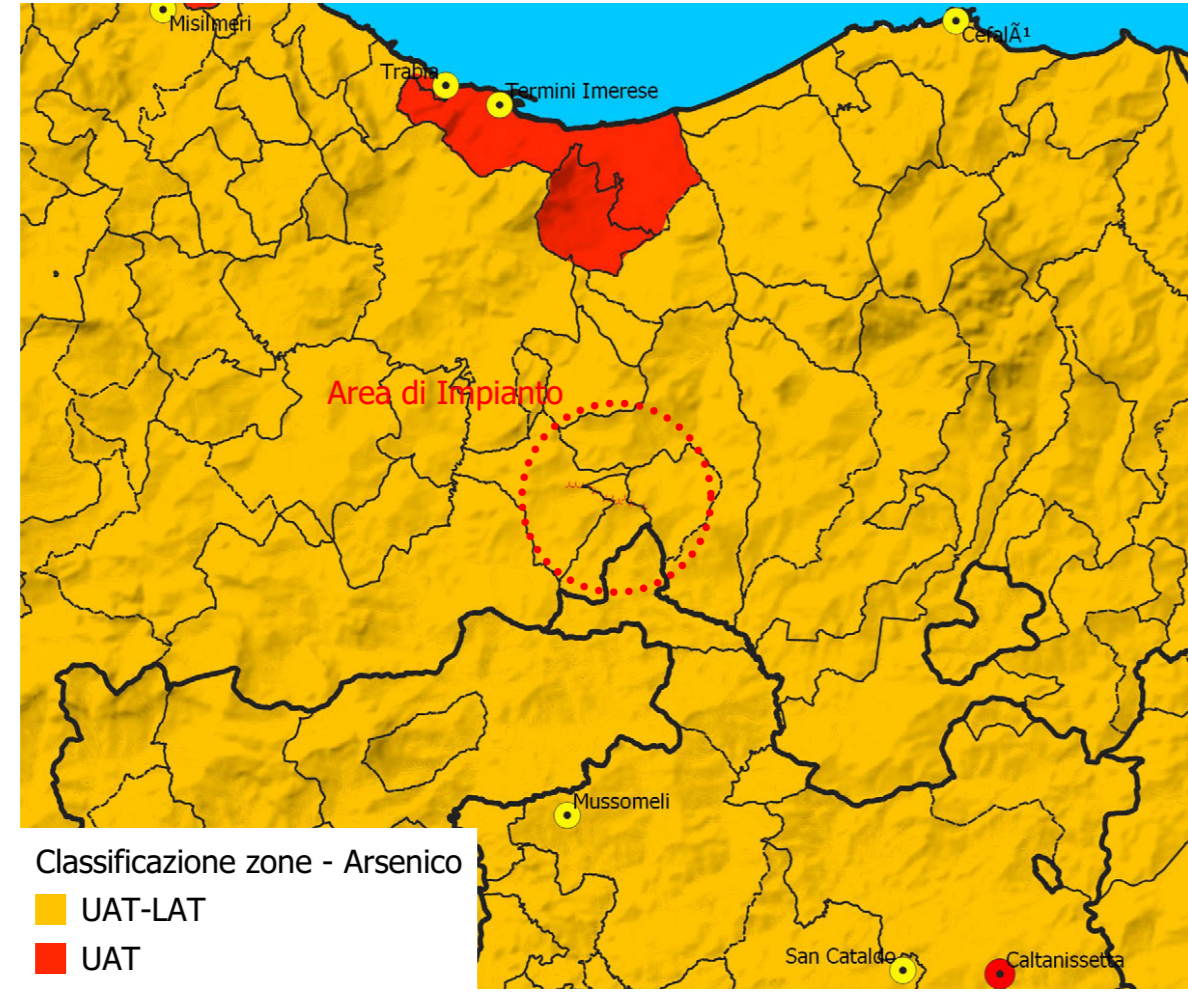 Misilmeri
CefalÃ¹
Trabia
Termini Imerese
Area di Impianto
Mussomeli
Classificazione zone - Arsenico
UAT-LAT
UAT
San Cataldo
Caltanissetta